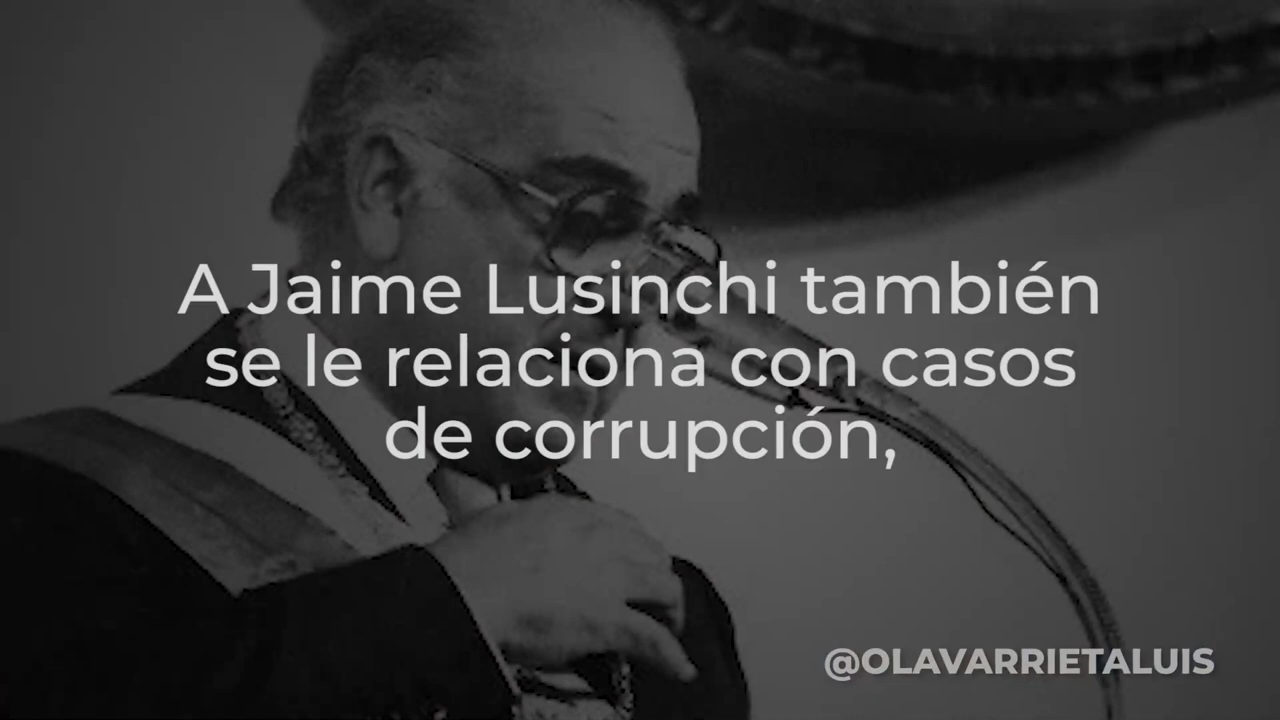 A Jaime Lusinchi también
se le relaciona con casos
de corrupción,
@OLAVARRIETALUIS